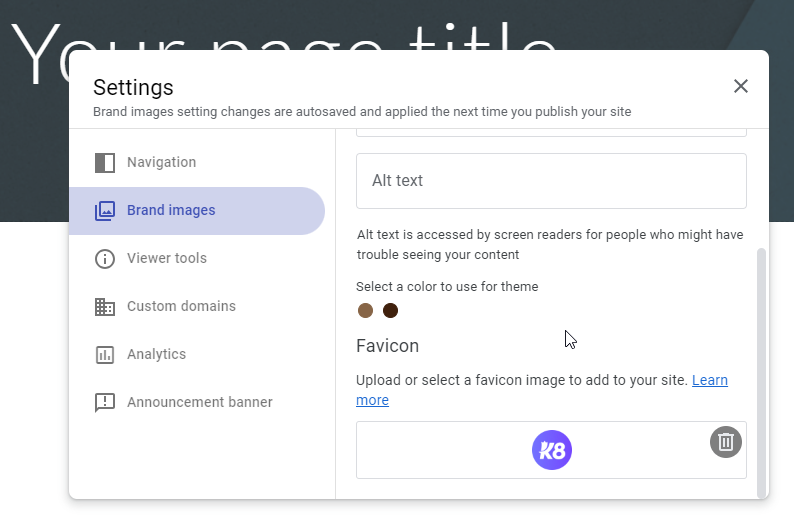 Your page title
Settings
Brand images setting changes are autosaved and applied the next time you publish your site
Navigation
Brand images
Viewer tools
Custom domains
Analytics
Announcement banner
Alt text
Alt text is accessed by screen readers for people who might have
trouble seeing your content
Select a color to use for theme
Favicon
Upload or select a favicon image to add to your site. Learn
more
K8